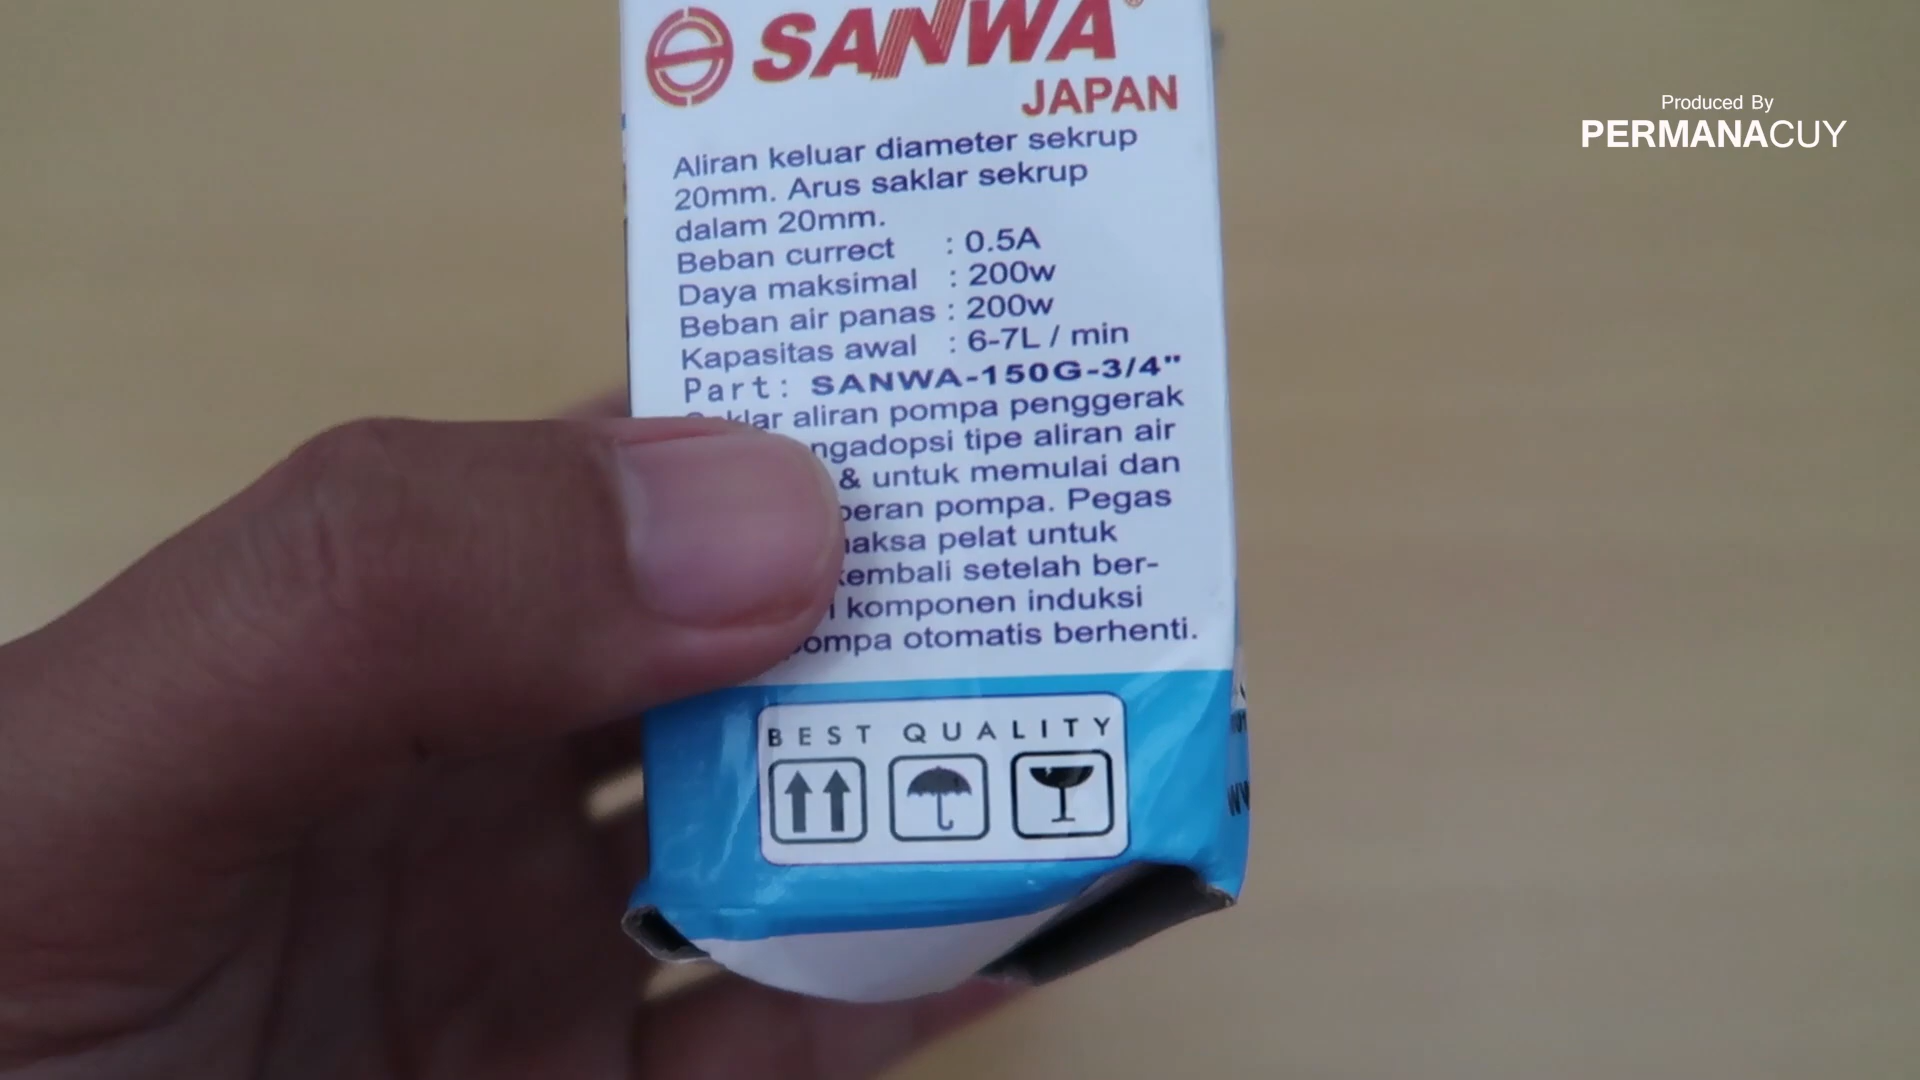 SANWA
JAPAN
Produced By
PERMANACUY
Aliran keluar diameter sekrup
20mm. Arus saklar sekrup
dalam 20mm.
Beban currect : 0.5A
Daya maksimal : 200w
Beban air panas : 200w
Kapasitas awal : 6-7L / min
Part: SANWA-150G-3/4"
aliran pompa penggerak
tipe aliran air
& untuk memulai dan
pompa. Pegas
pelat untuk
setelah ber-
komponen induksi
otomatis berhenti.
BEST QUALITY